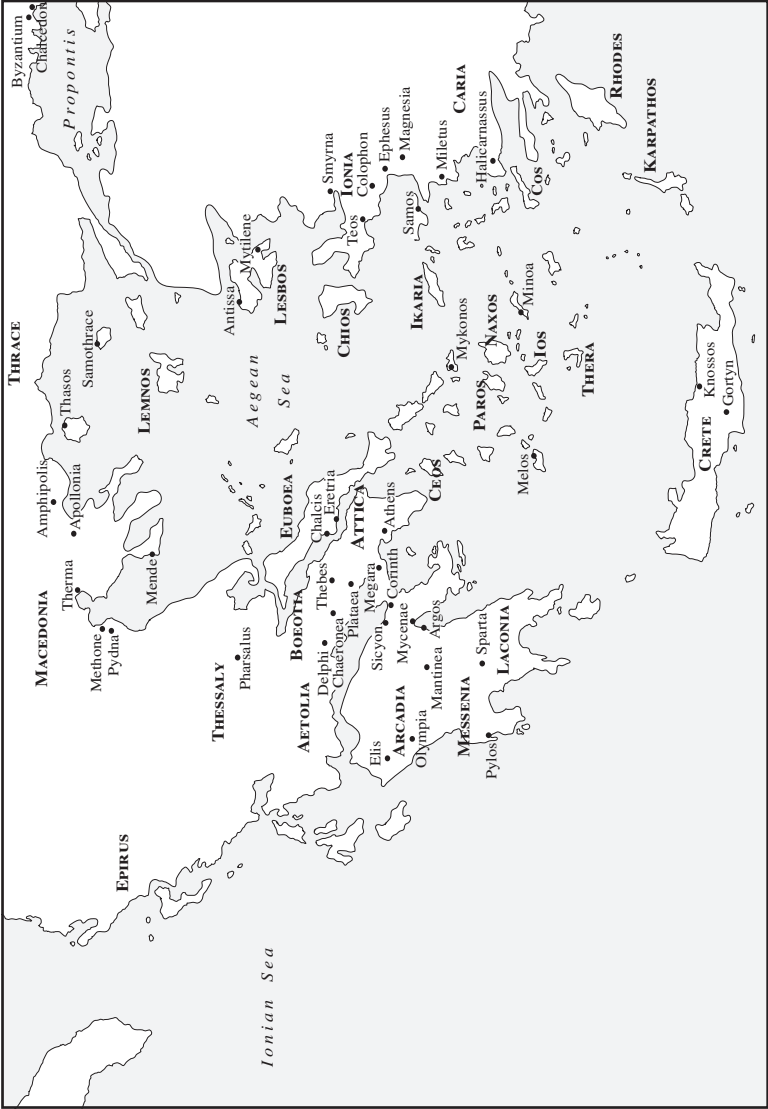 Byzantium
Chalcedon
Propontis
THRACE
MACEDONIA
Amphipolis
Apollonia
Therma
Methone
Pydna
Mende
Thasos
Samothrace
LEMNOS
EPIRUS
THESSALY
Pharsalus
Aegean
Sea
Antissa
Mytilene
LESBOS
Ionian Sea
AETOLIA
BOEOTIA
EUBOEA
Delphi
Chaeronea
Thebes
Plataea
Chalcis
Eretria
ATTICA
Athens
Megara
Corinth
Sicyon
Mycenae
Argos
CHIOS
Smyrna
IONIA
Teos
Colophon
Ephesus
Magnesia
Elis
ARCADIA
Olympia
Mantinea
MESSENIA
Pylos
Sparta
LACONIA
CEOS
IKARIA
Samos
Miletus
CARIA
Halicarnassus
Mykonos
PAROS
NAXOS
Melos
IOS
Minoa
THERA
COS
RHODES
KARPATHOS
CRETE
Knossos
Gortyn